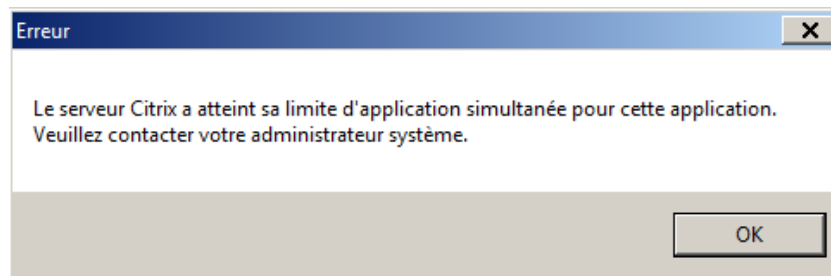 Erreur
Le serveur Citrix a atteint sa limite d'application simultanée pour cette application.
Veuillez contacter votre administrateur système.
OK